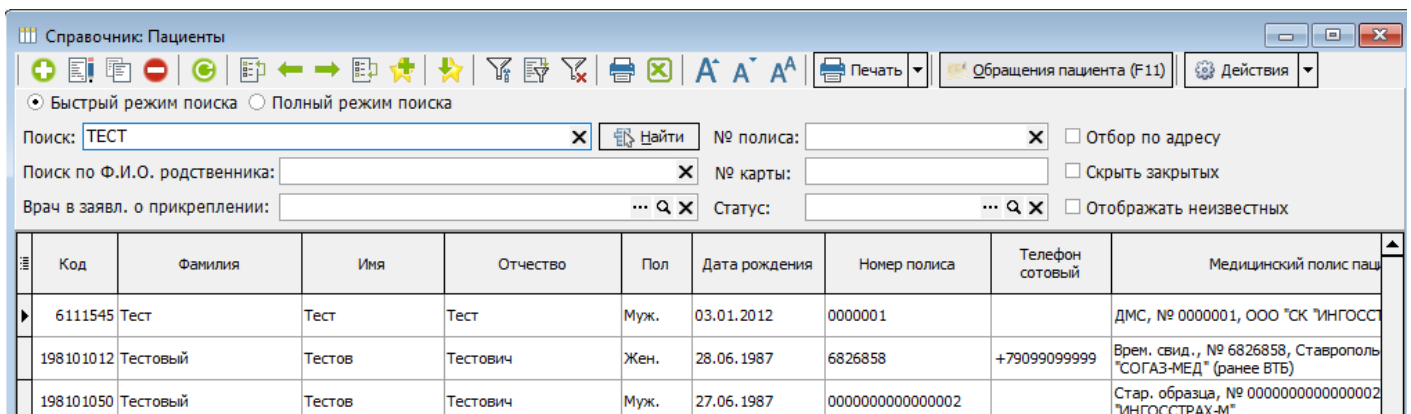 Справочник: Пациенты
Печать Обращения пациента (F11) Действия
Быстрый режим поиска Полный режим поиска
Поиск: ТЕСТ Найти № полиса: Отбор по адресу
Поиск по Ф.И.О. родственника: № карты: Скрыть закрытых
Врач в заявл. о прикреплении: Статус: Отображать неизвестных
Код Фамилия Имя Отчество Пол Дата рождения Номер полиса Телефон сотовый Медицинский полис
6111545 Тест Тест Тест Муж. 03.01.2012 0000001 ДМС, № 0000001, ООО "СК "ИНГОССТ
198101012 Тестовый Тестов Тестович Жен. 28.06.1987 6826858 +79099099999 Врем. свид., № 6826858, Ставрополь
"СОГАЗ-МЕД" (ранее ВТБ)
198101050 Тестовый Тестов Тестович Муж. 27.06.1987 0000000000000002 Стар. образца, № 0000000000000002
"ИНГОССТРАХ-М"